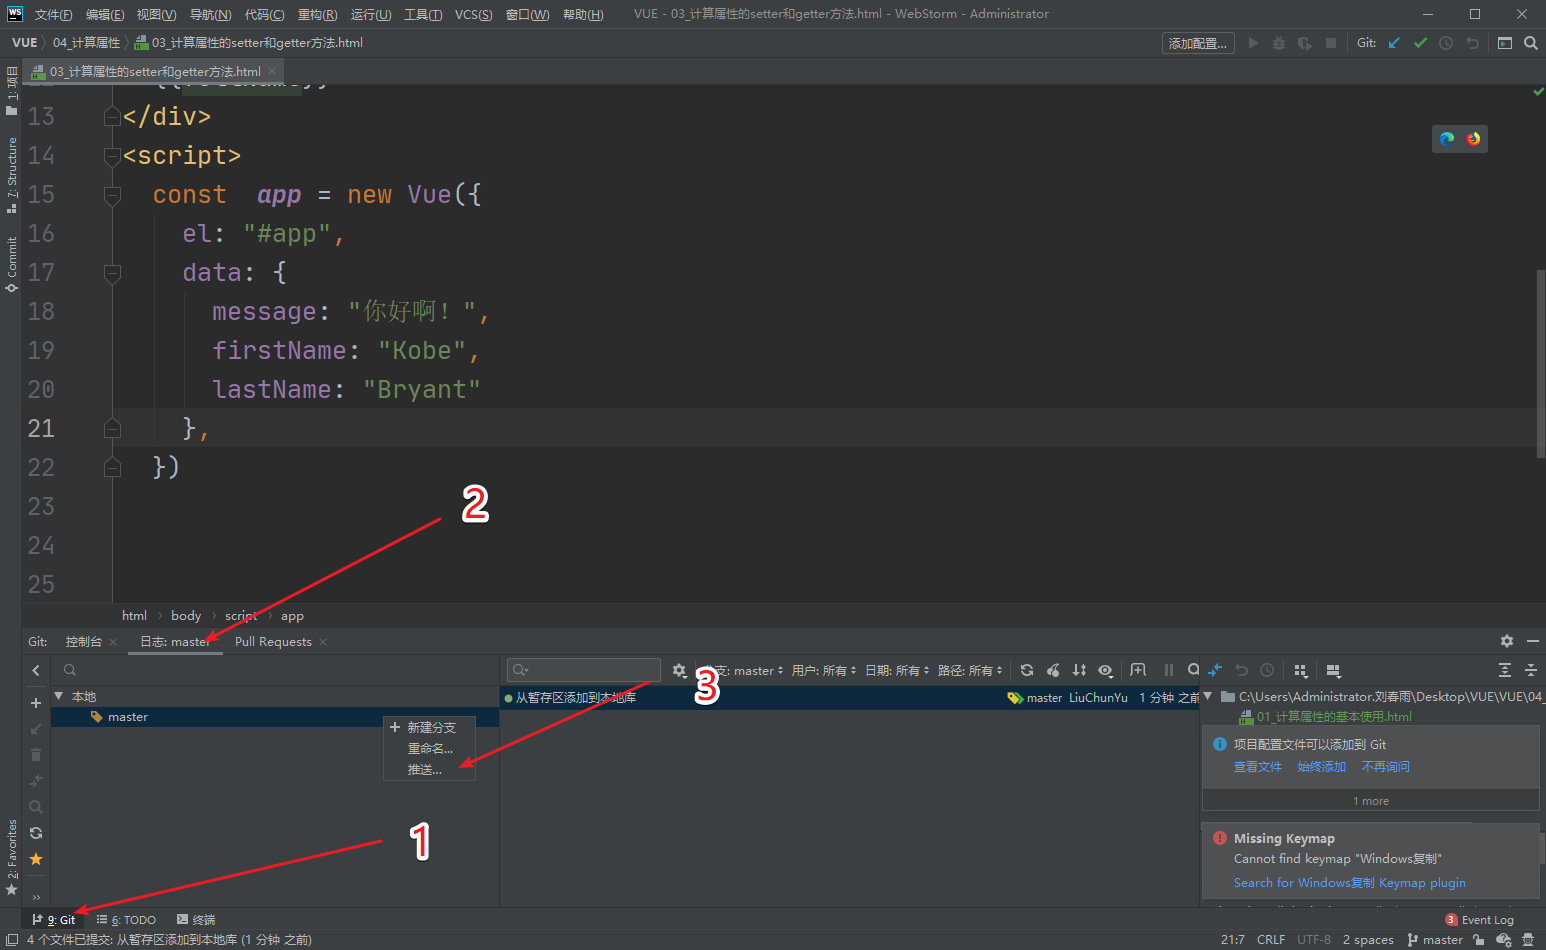 WS 文件(F) 编辑(E) 视图(V) 导航(N) 代码(C) 重构(R) 运行(U) 工具(T) VCS(S) 窗口(W) 帮助(H) VUE - 03_计算属性的setter和getter方法.html - WebStorm - Administrator
VUE 04_计算属性 03_计算属性的setter和getter方法.html 添加配置... Git:
03_计算属性的setter和getter方法.html
1: 项目
7: Structure
Commit
2: Favorites
13 </div>
14 <script>
15 const app = new Vue({
16 el: "#app",
17 data: {
18 message: "你好啊！",
19 firstName: "Kobe",
20 lastName: "Bryant"
21 },
22 })
23
24
25
2
html body script app
Git: 控制台 日志: master Pull Requests
分支: master 用户: 所有 日期: 所有 路径: 所有
3
本地
master
新建分支
重命名...
推送...
1
从暂存区添加到本地库 master LiuChunYu 1 分钟 之前
C:\Users\Administrator.刘春雨\Desktop\VUE\VUE\04_
01_计算属性的基本使用.html
项目配置文件可以添加到 Git
查看文件 始终添加 不再询问
1 more
Missing Keymap
Cannot find keymap "Windows复制"
Search for Windows复制 Keymap plugin
9: Git 6: TODO 终端 3 Event Log
4 个文件已提交: 从暂存区添加到本地库 (1 分钟 之前) 21:7 CRLF UTF-8 2 spaces master